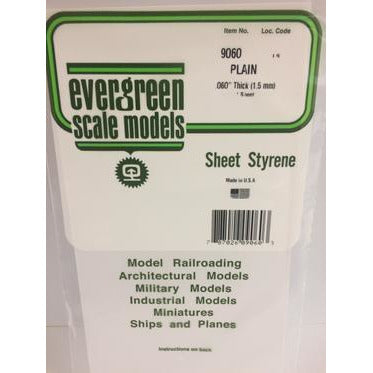 Item No. Loc. Code
9060
PLAIN
.060" Thick (1.5 mm)
evergreen
scale models
Sheet Styrene
Made in U.S.A
Model Railroading
Architectural Models
Military Models
Industrial Models
Miniatures
Ships and Planes
Instructions on back